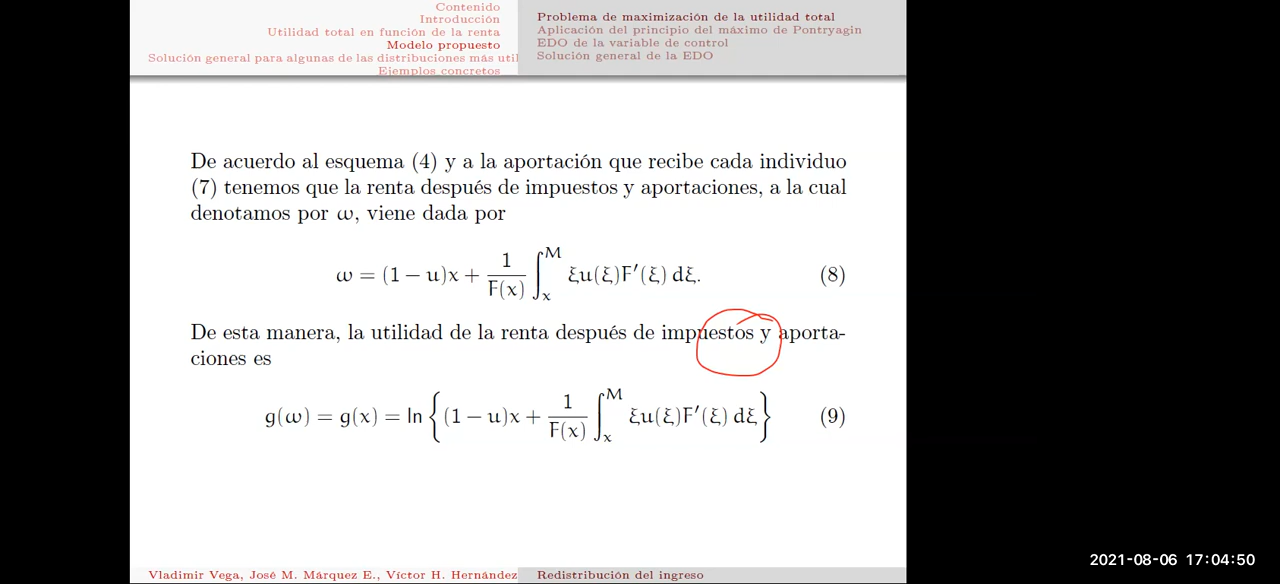 Contenido
Introducción
Utilidad total en función de la renta
Modelo propuesto
Solución general para algunas de las distribuciones más util
Ejemplos concretos
Problema de maximización de la utilidad total
Aplicación del principio del máximo de Pontryagin
EDO de la variable de control
Solución general de la EDO
De acuerdo al esquema (4) y a la aportación que recibe cada individuo
(7) tenemos que la renta después de impuestos y aportaciones, a la cual
denotamos por ω, viene dada por
ω = (1 − u)x + 1/F(x) ∫_x^M ξu(ξ)F′(ξ) dξ. (8)
De esta manera, la utilidad de la renta después de impuestos y aporta-
ciones es
g(ω) = g(x) = ln {(1 − u)x + 1/F(x) ∫_x^M ξu(ξ)F′(ξ) dξ} (9)
Vladimir Vega, José M. Márquez E., Víctor H. Hernández
Redistribución del ingreso
2021-08-06 17:04:50